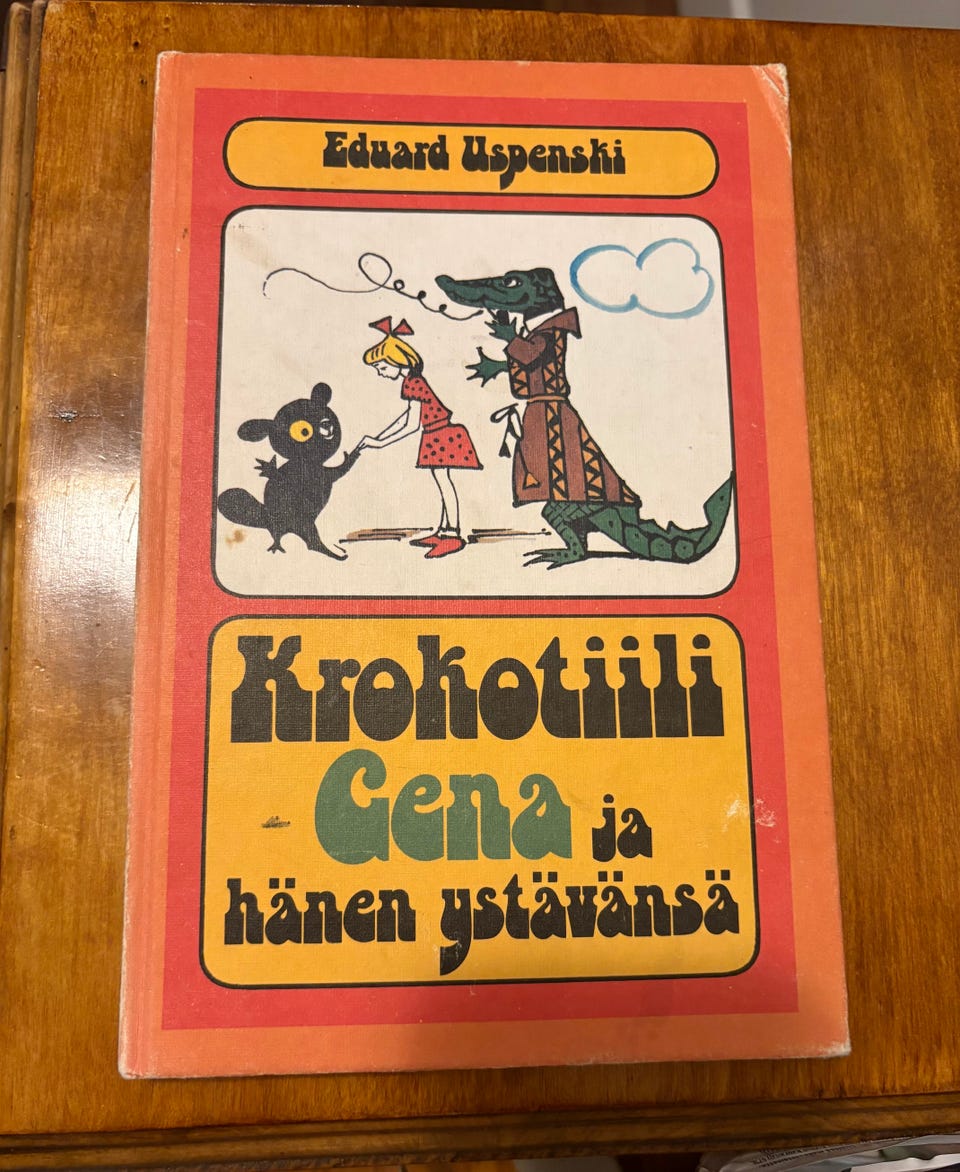 Eduard Uspenski
Krokotiili
Gena ja
hänen ystävänsä